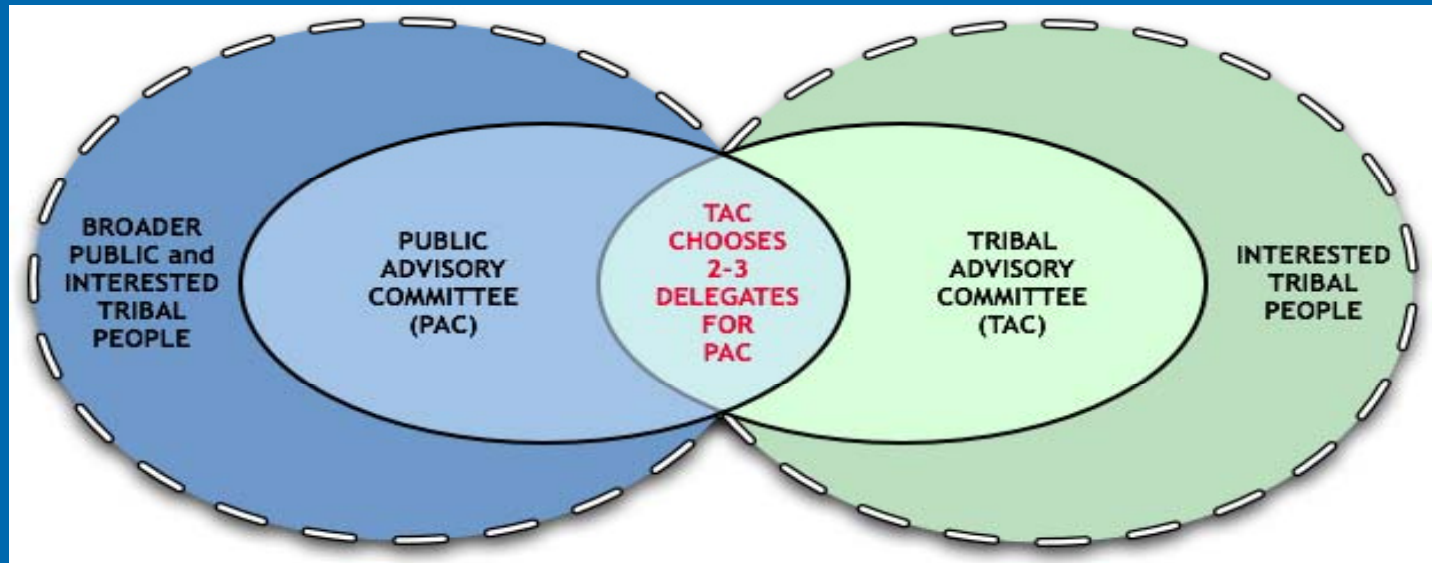 BROADER
PUBLIC and
INTERESTED
TRIBAL
PEOPLE
PUBLIC
ADVISORY
COMMITTEE
(PAC)
TAC
CHOOSES
2-3
DELEGATES
FOR
PAC
TRIBAL
ADVISORY
COMMITTEE
(TAC)
INTERESTED
TRIBAL
PEOPLE